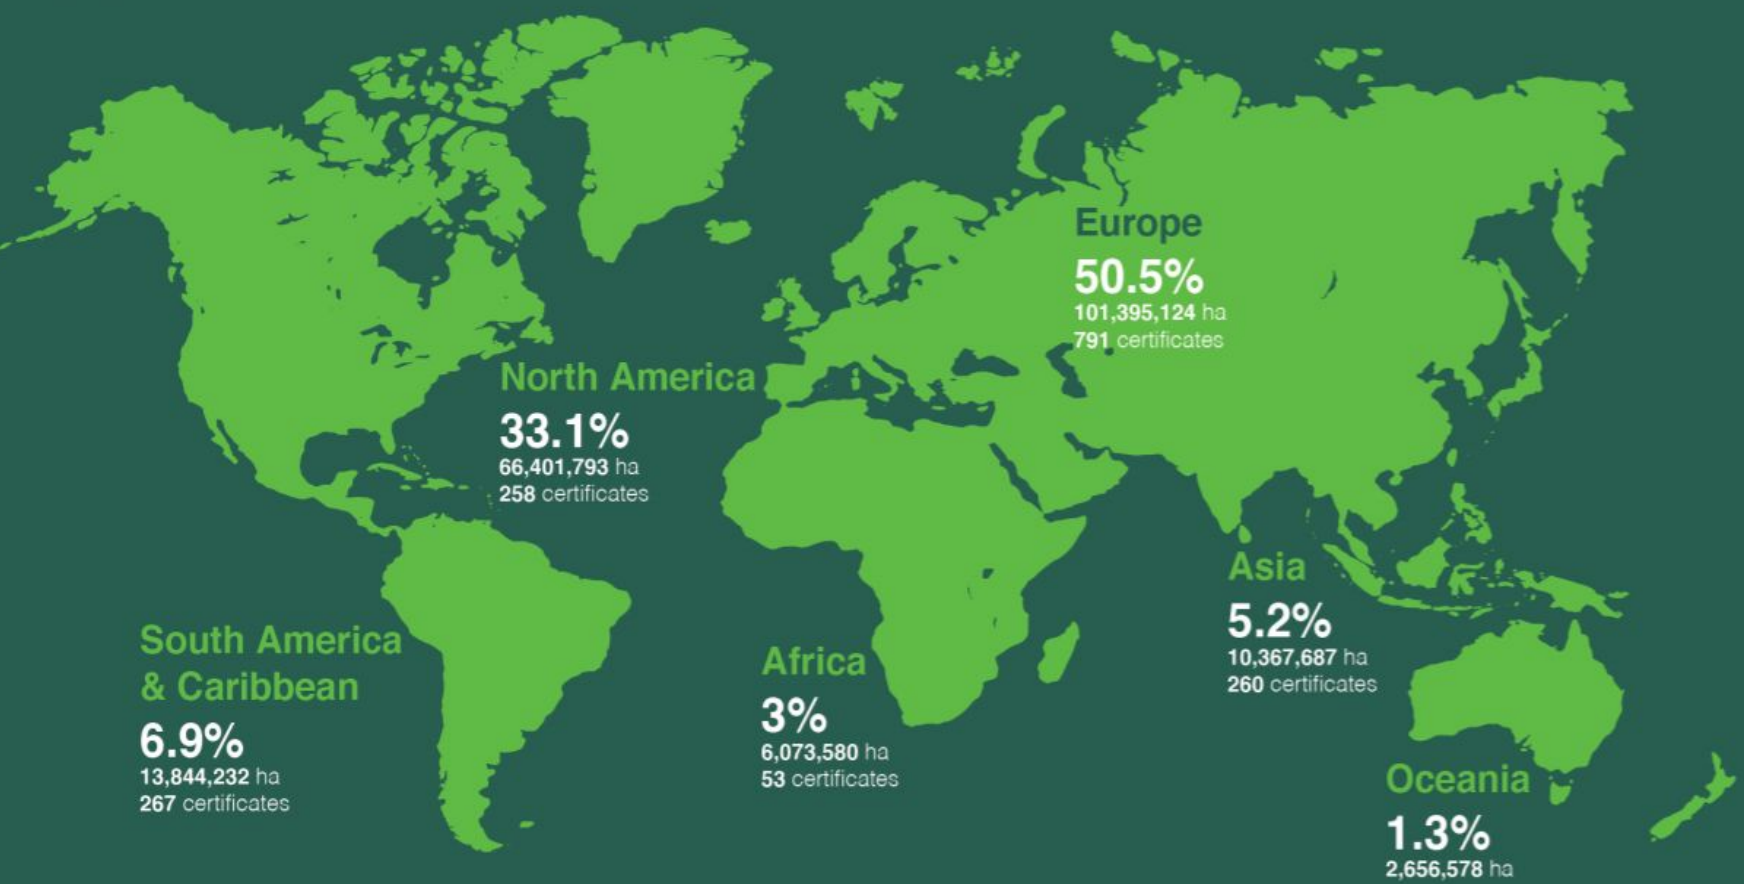 Europe
50.5%
101,395,124 ha
791 certificates
North America
33.1%
66,401,793 ha
258 certificates
Asia
5.2%
10,367,687 ha
260 certificates
South America
& Caribbean
6.9%
13,844,232 ha
267 certificates
Africa
3%
6,073,580 ha
53 certificates
Oceania
1.3%
2,656,578 ha